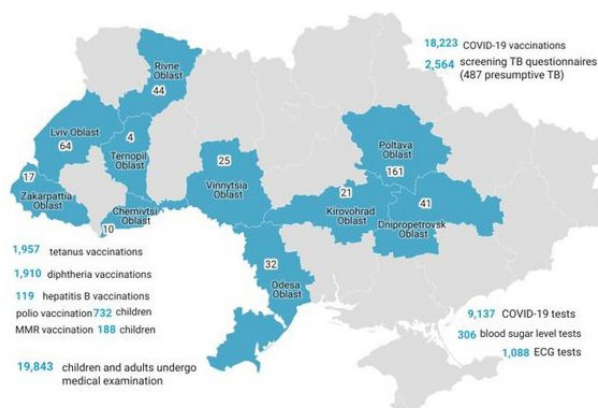 18,223 COVID-19 vaccinations
2,564 screening TB questionnaires
(487 presumptive TB)
Rivne
Oblast
44
Lviv Oblast
64
4
Ternopil
Oblast
17
Zakarpattia
Oblast
Chernivtsi
Oblast
10
25
Vinnytsia
Oblast
Poltava
Oblast
161
21
Kirovohrad
Oblast
41
Dnipropetrovsk
Oblast
32
Odesa
Oblast
1,957 tetanus vaccinations
1,910 diphtheria vaccinations
119 hepatitis B vaccinations
polio vaccination 732 children
MMR vaccination 188 children
19,843 children and adults undergo
medical examination
9,137 COVID-19 tests
306 blood sugar level tests
1,088 ECG tests